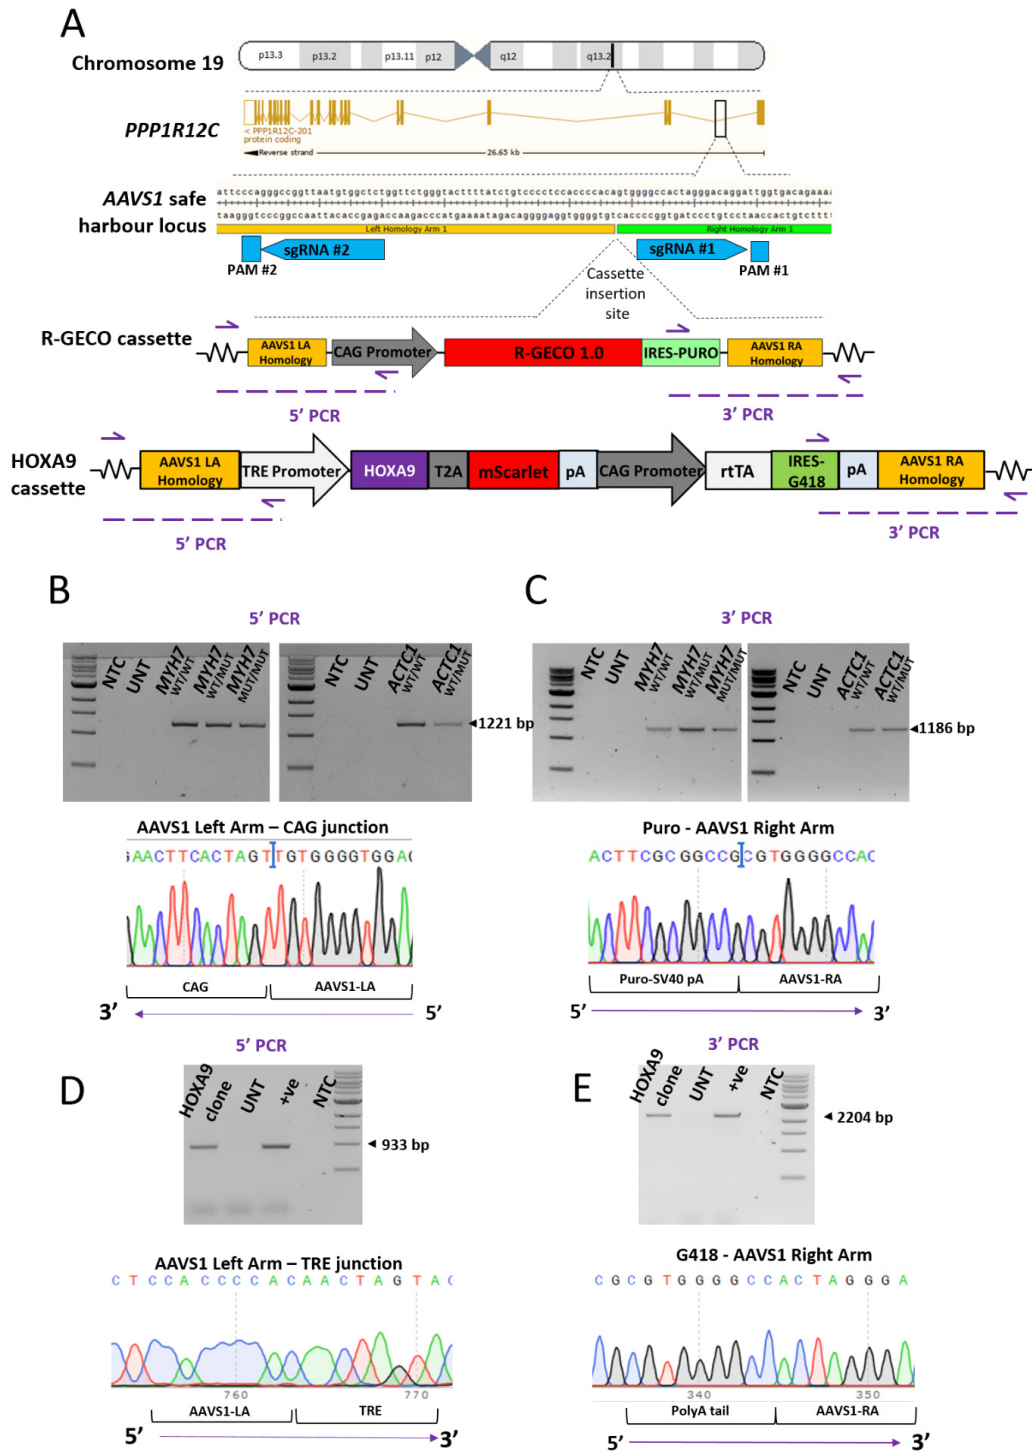 A
Chromosome 19
p13.3 p13.2 p13.11 p12 q12 q13.2
PPP1R12C
< PPP1R12C-201
protein coding
Reverse strand 26.65 kb
AAVS1 safe
harbour locus
attcccagggccggttaatgtggctctggttctgggtacttttatctgtcccctccaccccacagtggggccactagggacaggattggtgacagaaaa
taagggtcccggccaattacaccgagaccaagacccatgaaaatagacaggggaggtggggtgtcaccccggtgatccctgtcctaaccactgtctttt
Left Homology Arm 1 Right Homology Arm 1
sgRNA #2 sgRNA #1
PAM #2 PAM #1
Cassette
insertion
site
R-GECO cassette
AAVS1 LA
Homology
CAG Promoter
R-GECO 1.0
IRES-PURO
AAVS1 RA
Homology
5’ PCR 3’ PCR
HOXA9
cassette
AAVS1 LA
Homology
TRE Promoter
HOXA9
T2A
mScarlet
pA
CAG Promoter
rtTA
IRES-
G418
pA
AAVS1 RA
Homology
5’ PCR 3’ PCR
B
5’ PCR
NTC UNT MYH7 WT/WT MYH7 WT/MUT MYH7 MUT/MUT
NTC UNT ACTC1 WT/WT ACTC1 WT/MUT
1221 bp
AAVS1 Left Arm – CAG junction
GAACTTCACTAGTTGTGGGGTGGAG
CAG AAVS1-LA
3’ 5’
C
3’ PCR
NTC UNT MYH7 WT/WT MYH7 WT/MUT MYH7 MUT/MUT
NTC UNT ACTC1 WT/WT ACTC1 WT/MUT
1186 bp
Puro - AAVS1 Right Arm
ACTTCGCGGCCGCGTGGGGCCAC
Puro-SV40 pA AAVS1-RA
5’ 3’
D
5’ PCR
HOXA9 clone UNT +ve NTC
933 bp
AAVS1 Left Arm – TRE junction
C T C C A C C C C A C A A C T A G T A C
760 770
AAVS1-LA TRE
5’ 3’
E
3’ PCR
HOXA9 clone UNT +ve NTC
2204 bp
G418 - AAVS1 Right Arm
C G C G T G G G G C C A C T A G G G A
340 350
PolyA tail AAVS1-RA
5’ 3’